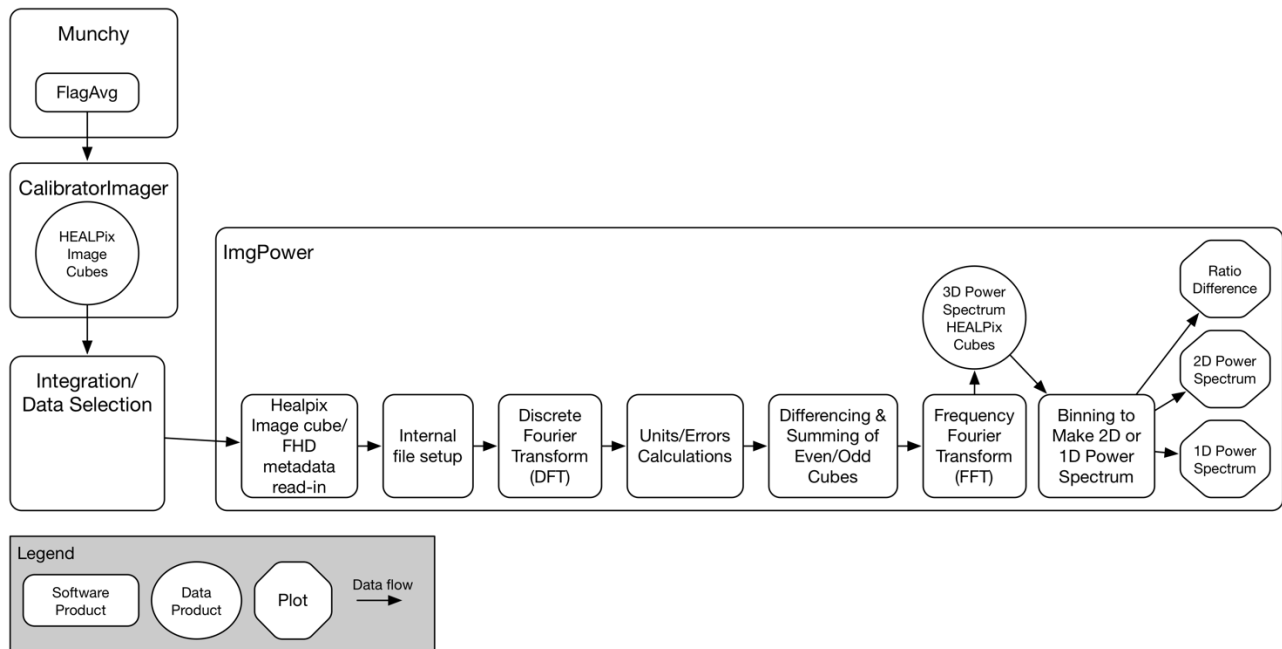 Munchy
FlagAvg
CalibratorImager
HEALPix
Image
Cubes
Integration/
Data Selection
ImgPower
Healpix
Image cube/
FHD
metadata
read-in
Internal
file setup
Discrete
Fourier
Transform
(DFT)
Units/Errors
Calculations
Differencing &
Summing of
Even/Odd
Cubes
Frequency
Fourier
Transform
(FFT)
3D Power
Spectrum
HEALPix
Cubes
Binning to
Make 2D or
1D Power
Spectrum
Ratio
Difference
2D Power
Spectrum
1D Power
Spectrum
Legend
Software
Product
Data
Product
Plot
Data flow